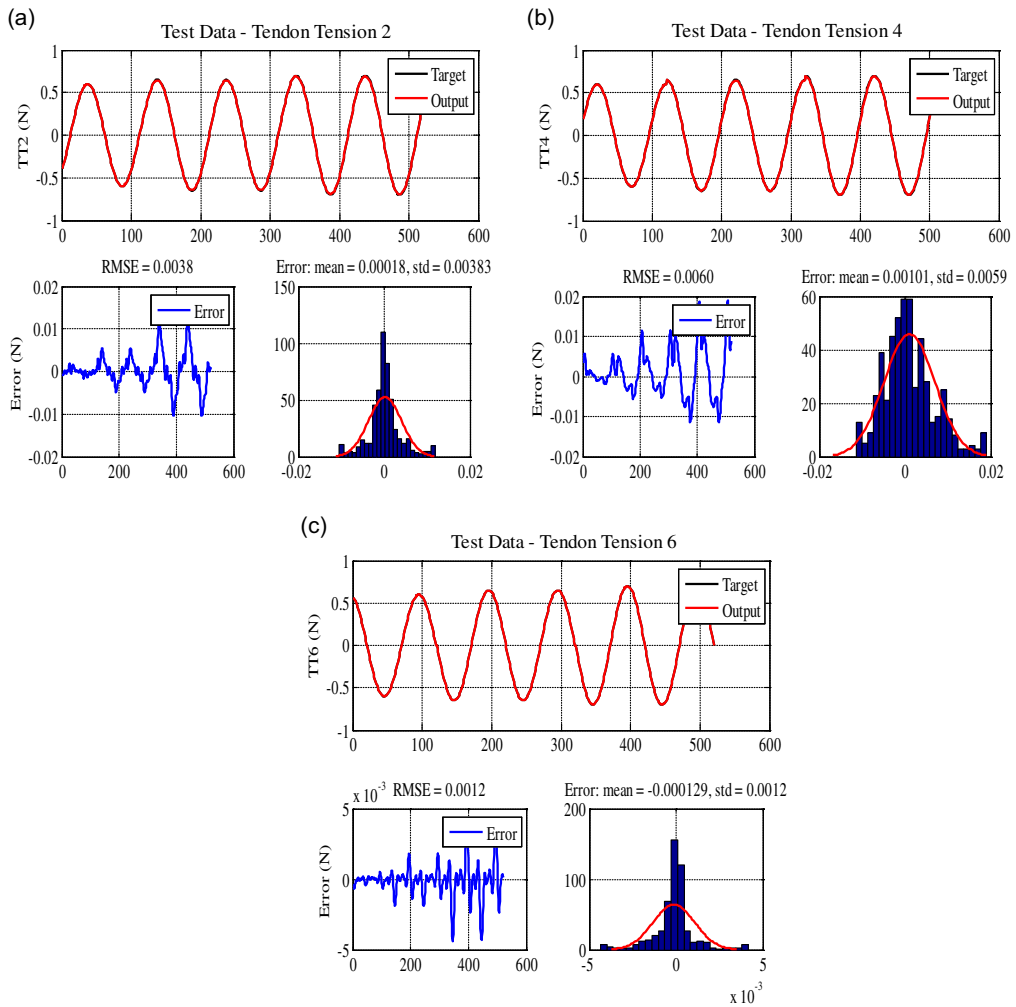 (a)
Test Data - Tendon Tension 2
TT2 (N)
1
0.5
0
-0.5
-1
0 100 200 300 400 500 600
Target
Output
RMSE = 0.0038
Error (N)
0.02
0.01
0
-0.01
-0.02
0 200 400 600
Error
Error: mean = 0.00018, std = 0.00383
150
100
50
0
-0.02 0 0.02
(b)
Test Data - Tendon Tension 4
TT4 (N)
1
0.5
0
-0.5
-1
0 100 200 300 400 500 600
Target
Output
RMSE = 0.0060
Error (N)
0.02
0.01
0
-0.01
-0.02
0 200 400 600
Error
Error: mean = 0.00101, std = 0.0059
60
40
20
0
-0.02 0 0.02
(c)
Test Data - Tendon Tension 6
TT6 (N)
1
0.5
0
-0.5
-1
0 100 200 300 400 500 600
Target
Output
x 10⁻³
RMSE = 0.0012
Error (N)
5
0
-5
0 200 400 600
Error
Error: mean = -0.000129, std = 0.0012
200
100
0
-5 0 5
x 10⁻³